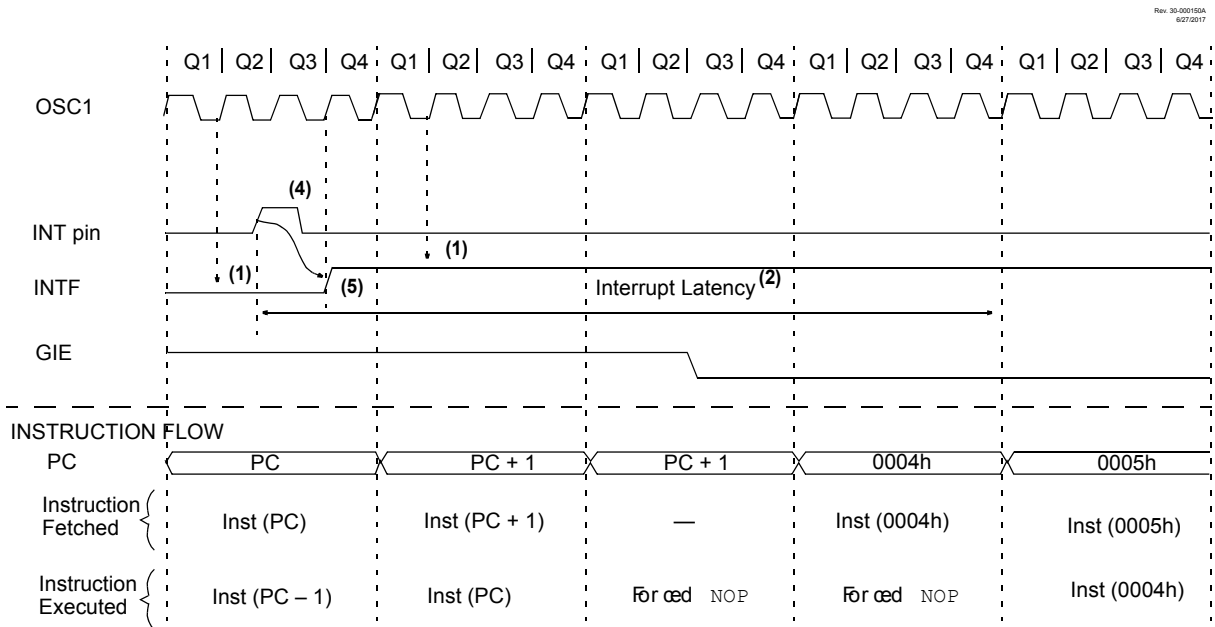 Rev. 30-000150A
6/27/2017
Q1 Q2 Q3 Q4 Q1 Q2 Q3 Q4 Q1 Q2 Q3 Q4 Q1 Q2 Q3 Q4 Q1 Q2 Q3 Q4
OSC1
(4)
INT pin
(1)
(1)
INTF
(5)
Interrupt Latency(2)
GIE
INSTRUCTION FLOW
PC PC PC + 1 PC + 1 0004h 0005h
Instruction
Fetched
Inst (PC) Inst (PC + 1) — Inst (0004h) Inst (0005h)
Instruction
Executed
Inst (PC – 1) Inst (PC) Forced NOP Forced NOP Inst (0004h)